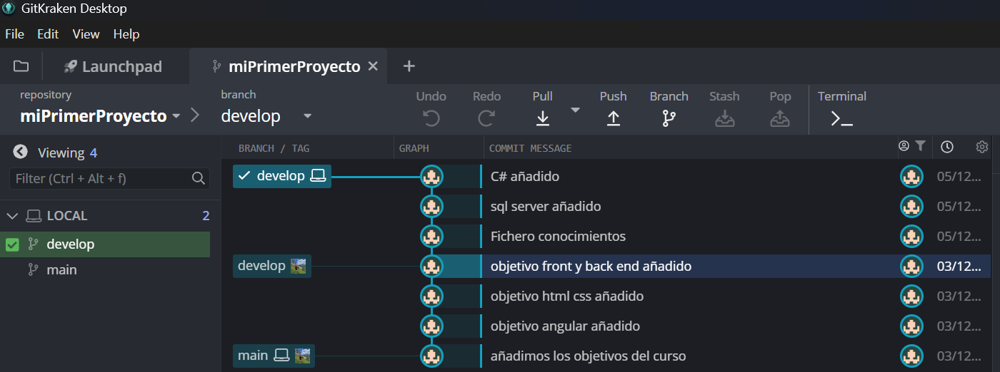 GitKraken Desktop
File Edit View Help
Launchpad miPrimerProyecto
repository branch Undo Redo Pull Push Branch Stash Pop Terminal
miPrimerProyecto develop
Viewing 4
BRANCH / TAG GRAPH COMMIT MESSAGE
Filter (Ctrl + Alt + f)
develop C# añadido 05/12...
sql server añadido 05/12...
LOCAL 2
Fichero conocimientos 05/12...
develop
develop objetivo front y back end añadido 03/12...
main
objetivo html css añadido 03/12...
objetivo angular añadido 03/12...
main añadimos los objetivos del curso 03/12...